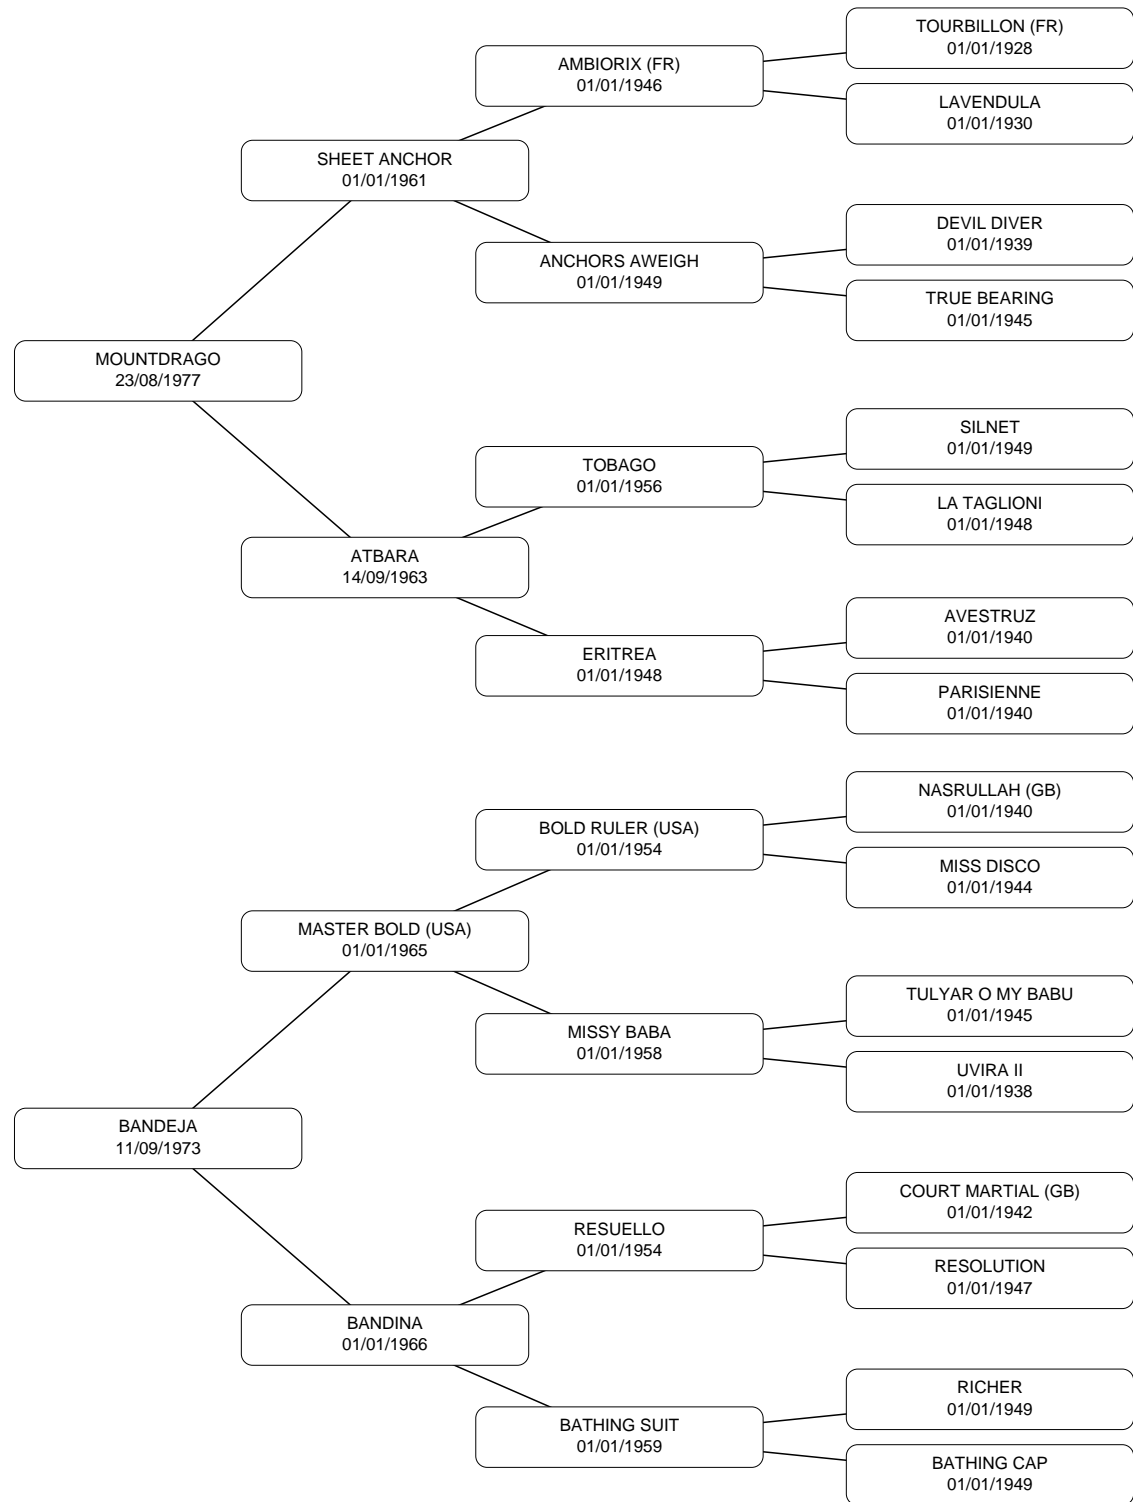 TOURBILLON (FR)
01/01/1928
AMBIORIX (FR)
01/01/1946
LAVENDULA
01/01/1930
SHEET ANCHOR
01/01/1961
DEVIL DIVER
01/01/1939
ANCHORS AWEIGH
01/01/1949
TRUE BEARING
01/01/1945
MOUNTDRAGO
23/08/1977
SILNET
01/01/1949
TOBAGO
01/01/1956
LA TAGLIONI
01/01/1948
ATBARA
14/09/1963
AVESTRUZ
01/01/1940
ERITREA
01/01/1948
PARISIENNE
01/01/1940
NASRULLAH (GB)
01/01/1940
BOLD RULER (USA)
01/01/1954
MISS DISCO
01/01/1944
MASTER BOLD (USA)
01/01/1965
TULYAR O MY BABU
01/01/1945
MISSY BABA
01/01/1958
UVIRA II
01/01/1938
BANDEJA
11/09/1973
COURT MARTIAL (GB)
01/01/1942
RESUELLO
01/01/1954
RESOLUTION
01/01/1947
BANDINA
01/01/1966
RICHER
01/01/1949
BATHING SUIT
01/01/1959
BATHING CAP
01/01/1949